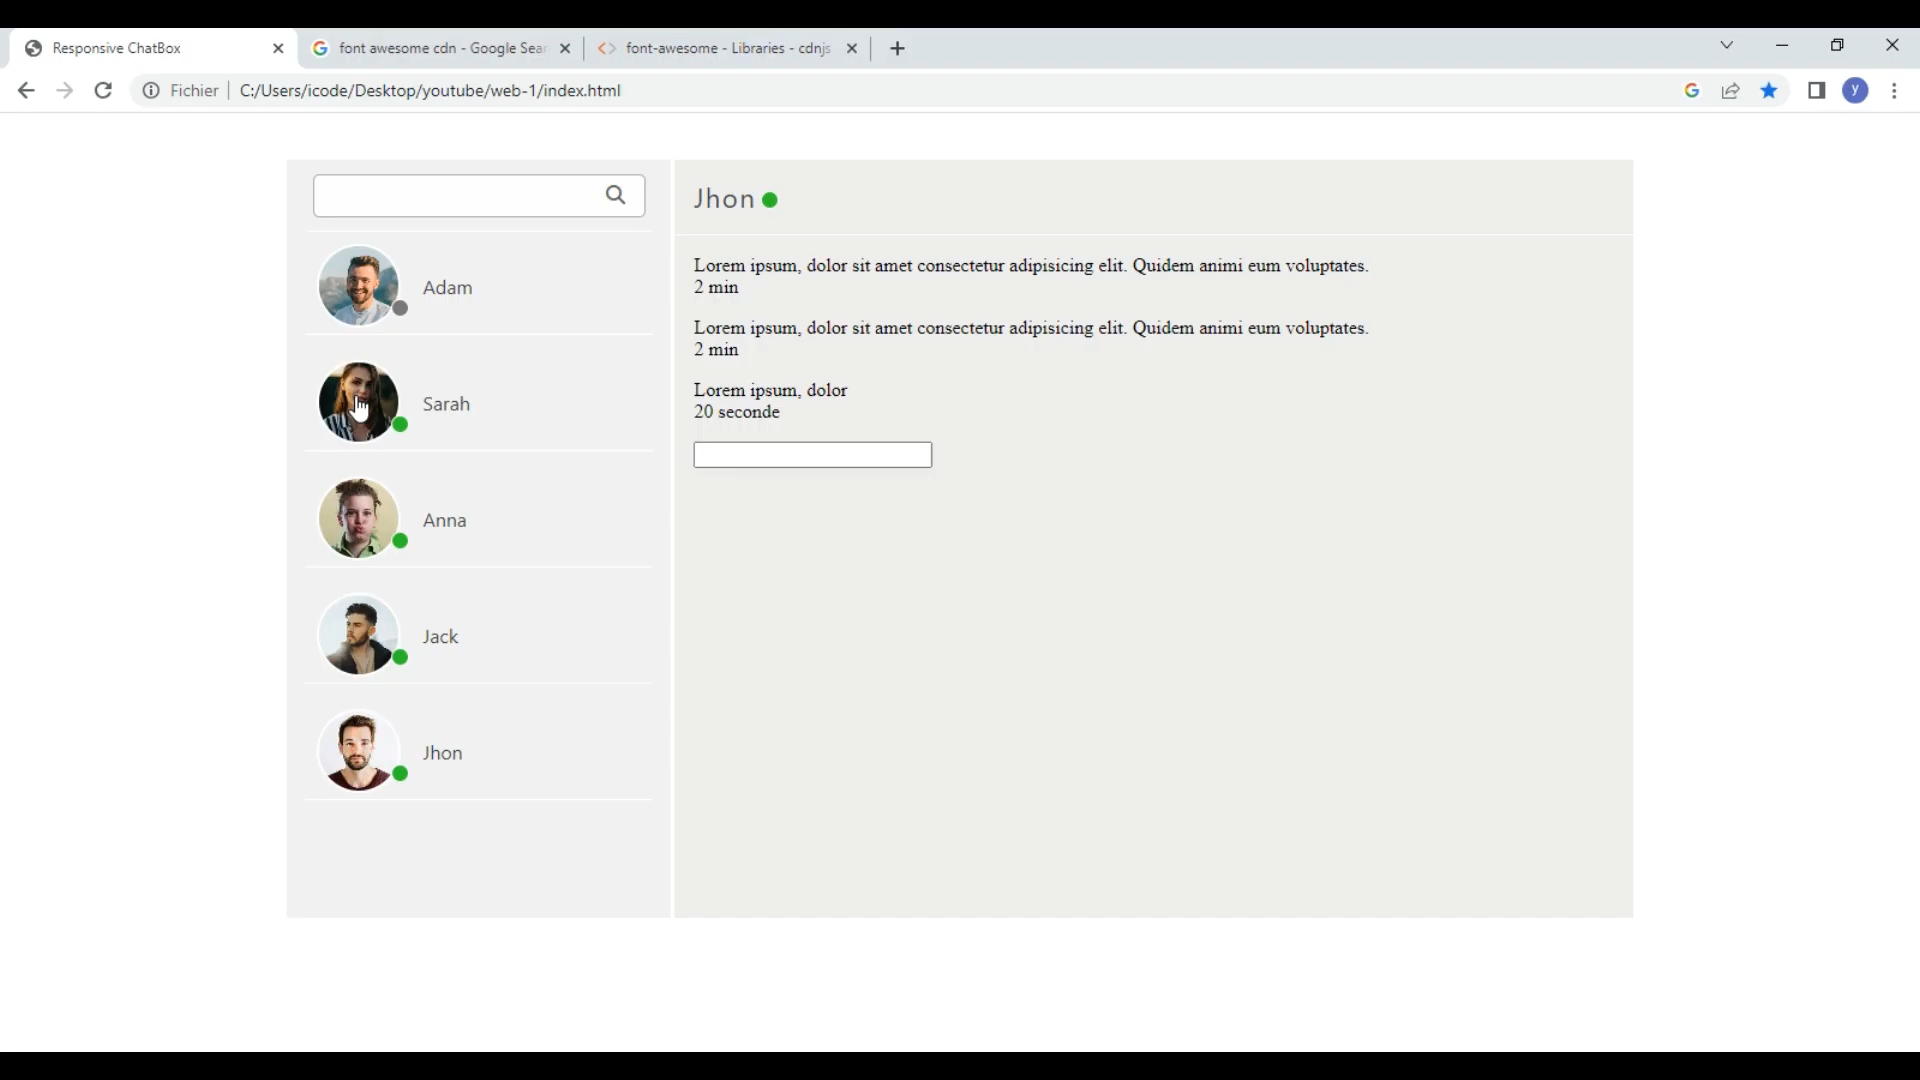 Responsive ChatBox
font awesome cdn - Google Sear
font-awesome - Libraries - cdnjs
Fichier
C:/Users/icode/Desktop/youtube/web-1/index.html
y
Adam
Sarah
Anna
Jack
Jhon
Jhon
Lorem ipsum, dolor sit amet consectetur adipisicing elit. Quidem animi eum voluptates.
2 min
Lorem ipsum, dolor sit amet consectetur adipisicing elit. Quidem animi eum voluptates.
2 min
Lorem ipsum, dolor
20 seconde